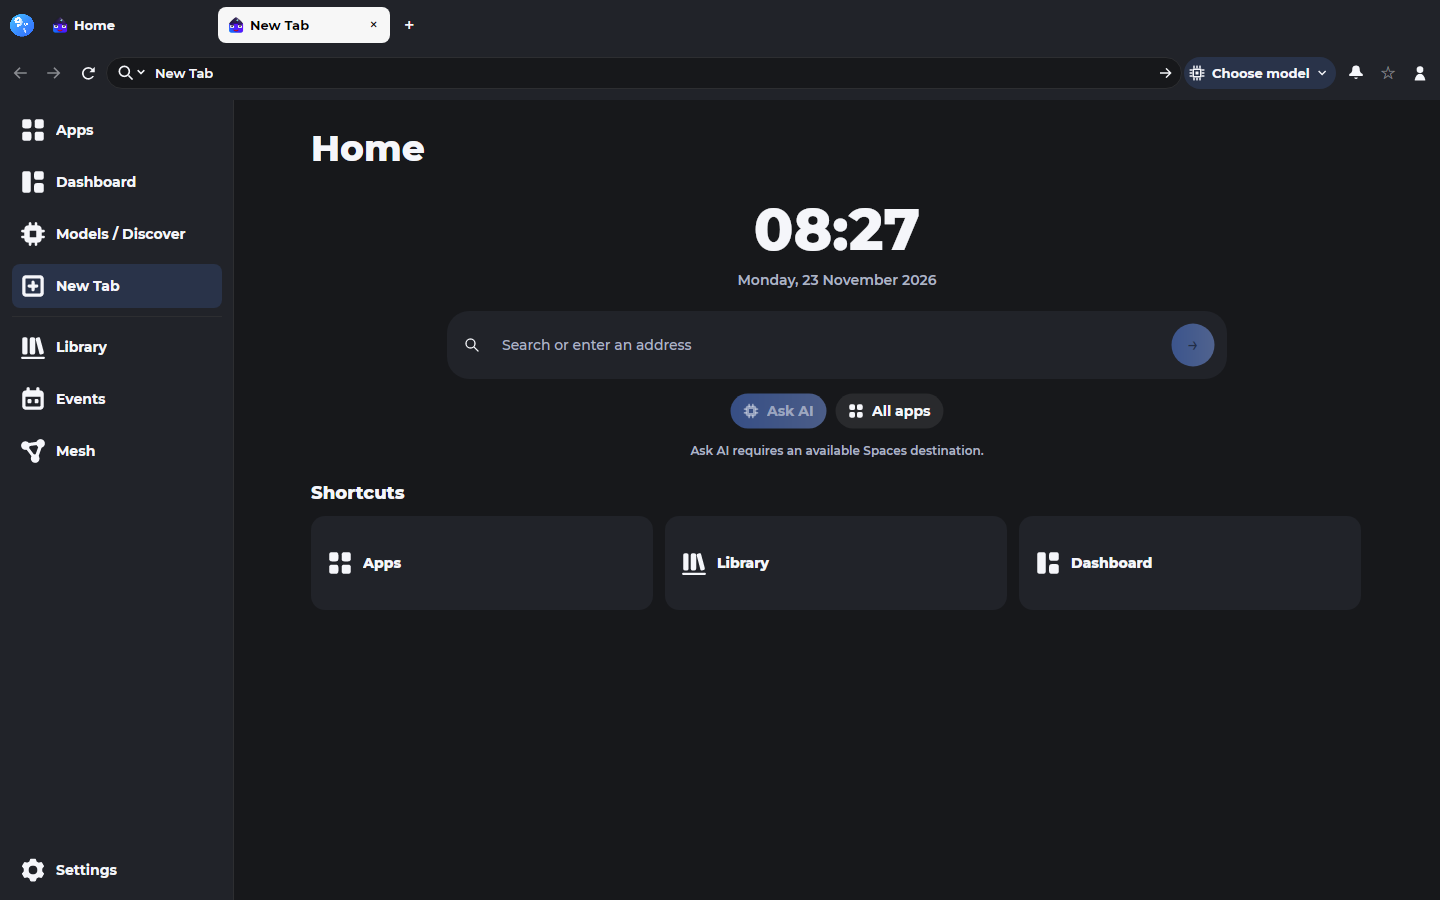 Home
New Tab
New Tab
Choose model
Apps
Dashboard
Models / Discover
New Tab
Library
Events
Mesh
Settings
Home
08:27
Monday, 23 November 2026
Search or enter an address
Ask AI
All apps
Ask AI requires an available Spaces destination.
Shortcuts
Apps
Library
Dashboard